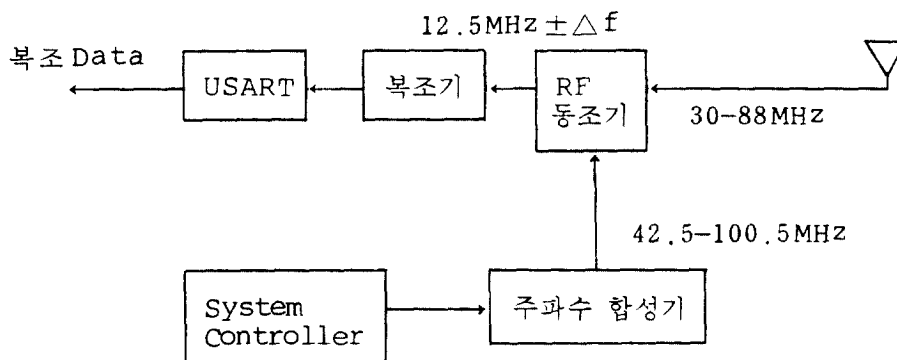 12.5MHz ± △f
복조 Data
USART
복조기
RF
동조기
30-88MHz
42.5-100.5MHz
System
Controller
주파수 합성기